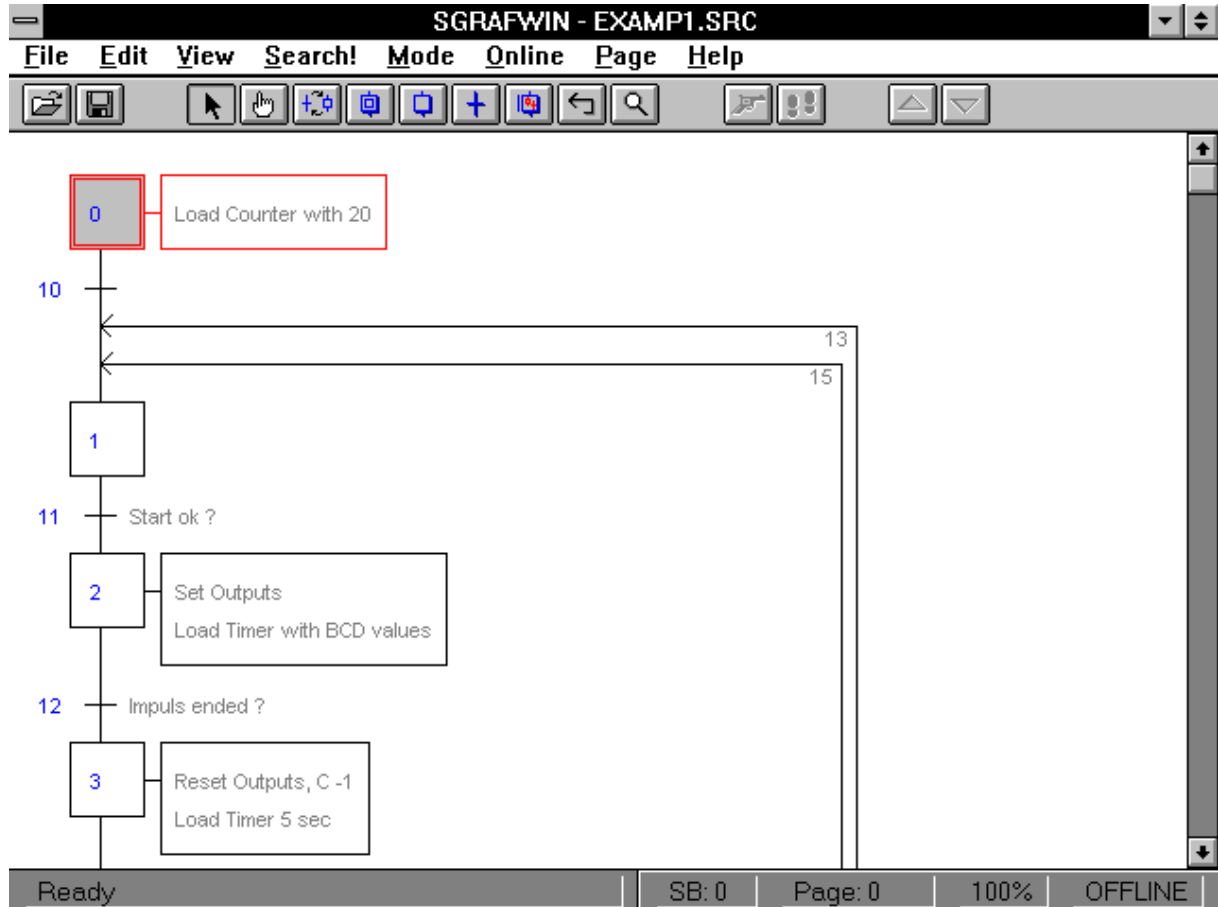 SGRAFWIN - EXAMP1.SRC
File Edit View Search! Mode Online Page Help
0 Load Counter with 20
10
13
15
1
11 Start ok ?
2 Set Outputs
Load Timer with BCD values
12 Impuls ended ?
3 Reset Outputs, C -1
Load Timer 5 sec
Ready SB: 0 Page: 0 100% OFFLINE